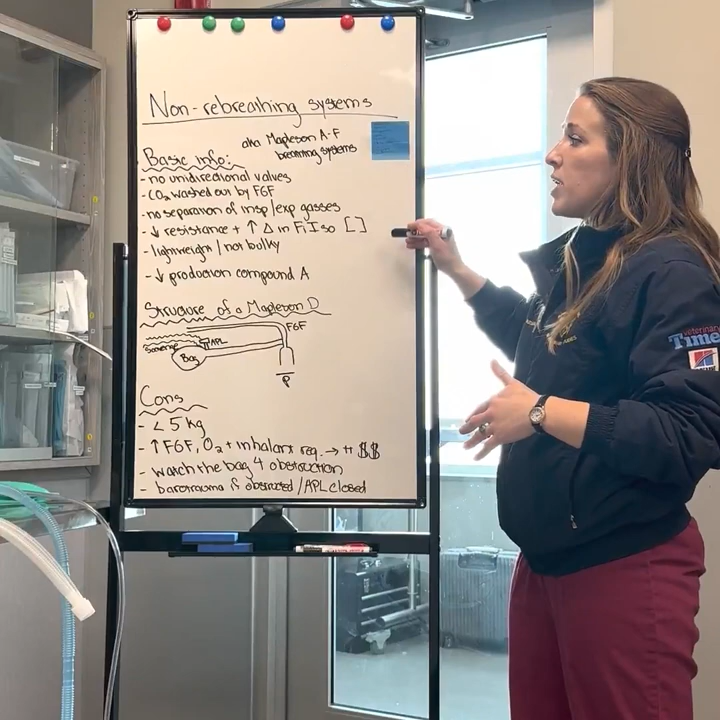 Non-rebreathing systems
aka Mapleson A-F
breathing systems
Basic info:
- no unidirectional valves
- CO₂ washed out by FGF
- no separation of insp/exp gasses
- ↓ resistance + ↑ Δ in FiIso [ ]
- lightweight / not bulky
- ↓ production compound A
Structure of a Mapleson D
FGF
Scavenge
APL
Bag
P
Cons
- < 5 kg
- ↑ FGF, O₂ + inhalant req. → ↑↑ $$
- watch the bag 4 obstruction
- barotrauma if obstructed / APL closed
veterinary
Time